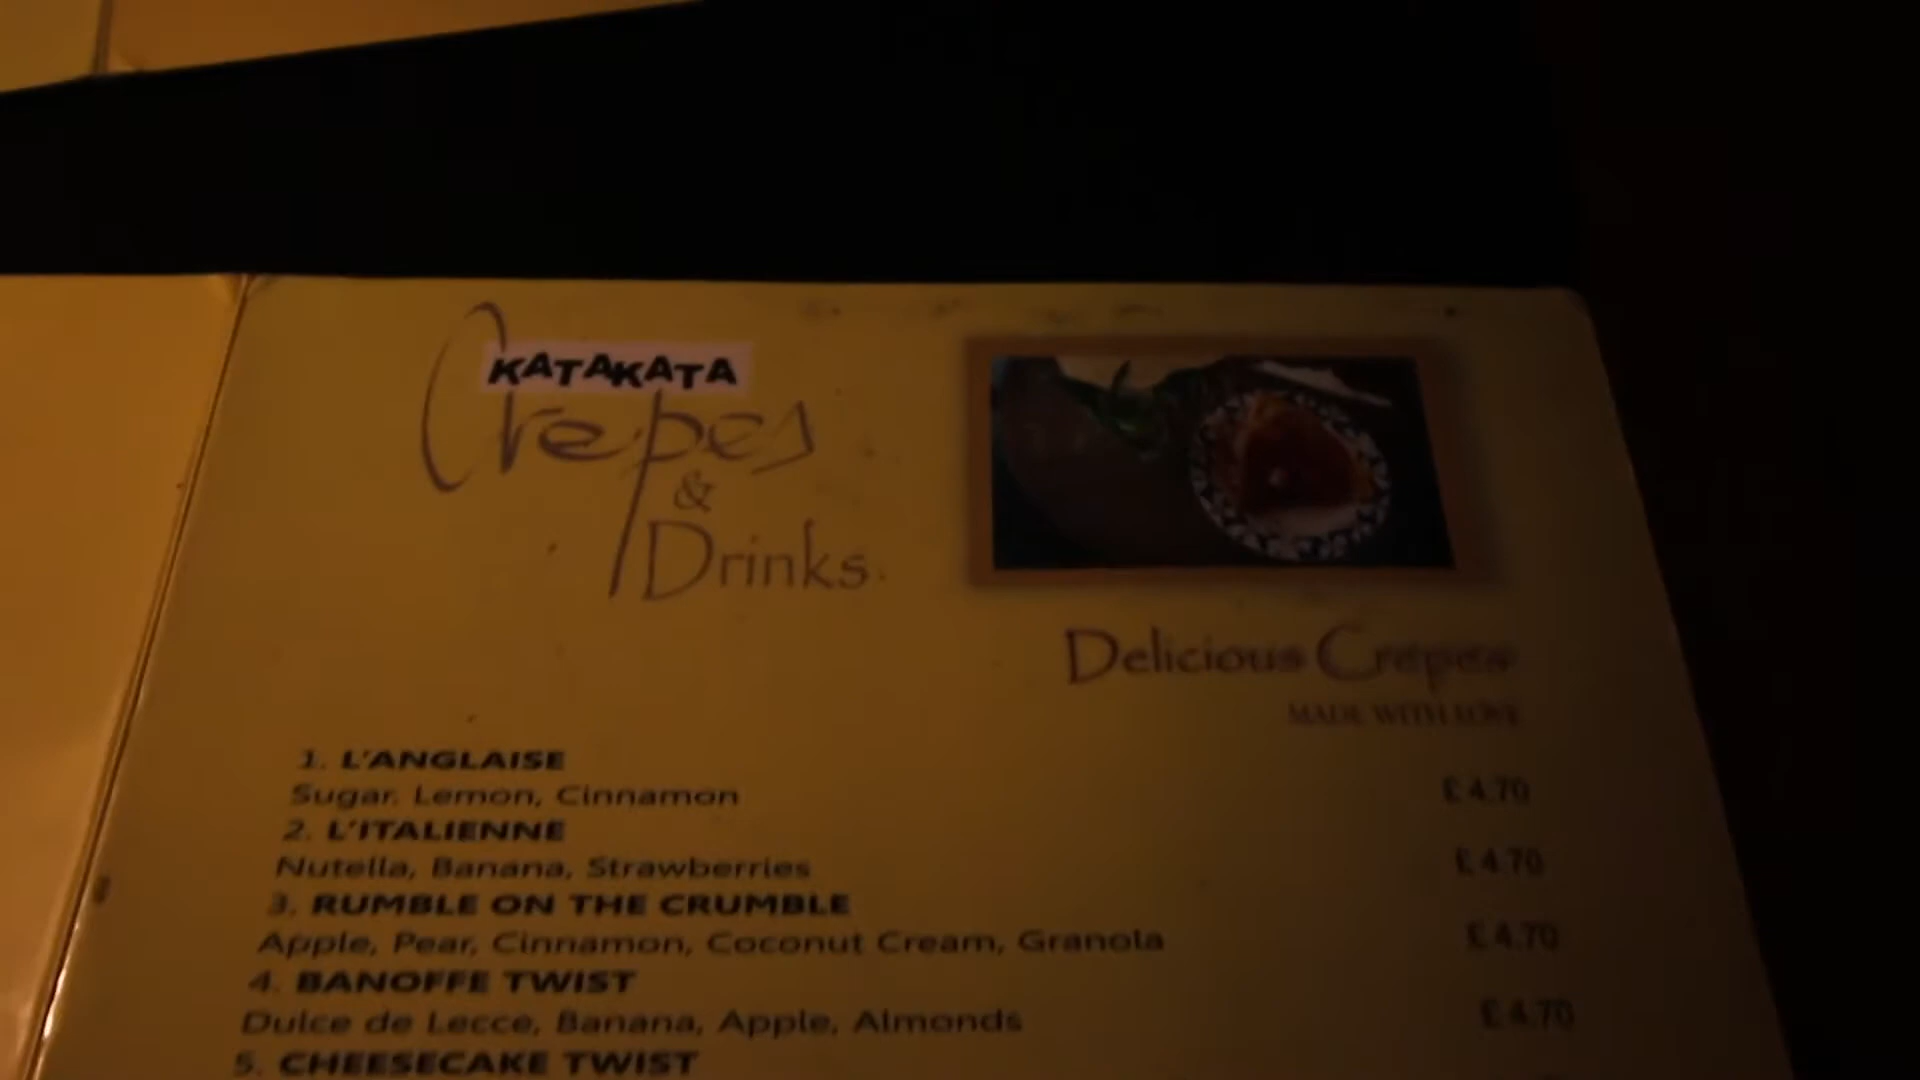 KATAKATA
Crepes
&
Drinks
Delicious Crepes
MADE WITH LOVE
1. L'ANGLAISE
Sugar. Lemon, Cinnamon £ 4.70
2. L'ITALIENNE
Nutella, Banana, Strawberries £ 4.70
3. RUMBLE ON THE CRUMBLE
Apple, Pear, Cinnamon, Coconut Cream, Granola £ 4.70
4. BANOFFE TWIST
Dulce de Lecce, Banana, Apple, Almonds £ 4.70
5. CHEESECAKE TWIST